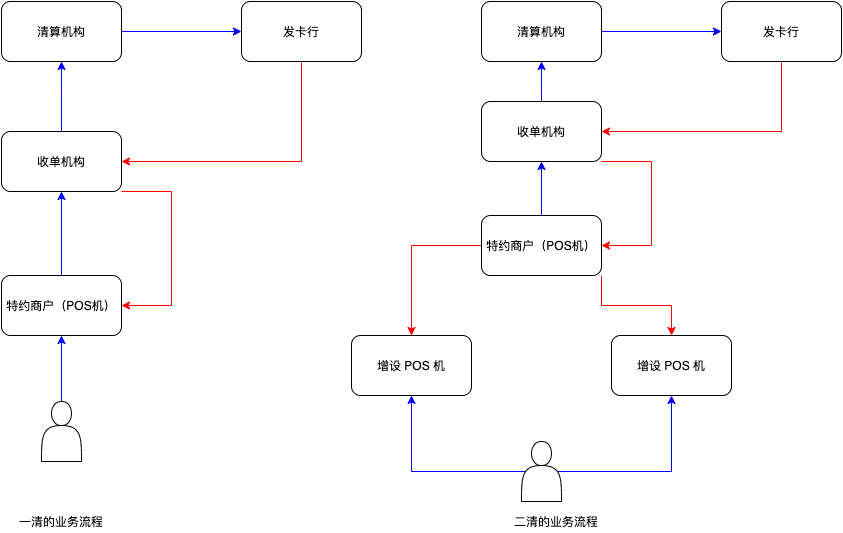 清算机构
发卡行
收单机构
特约商户（POS机）
一清的业务流程
清算机构
发卡行
收单机构
特约商户（POS机）
增设 POS 机
增设 POS 机
二清的业务流程